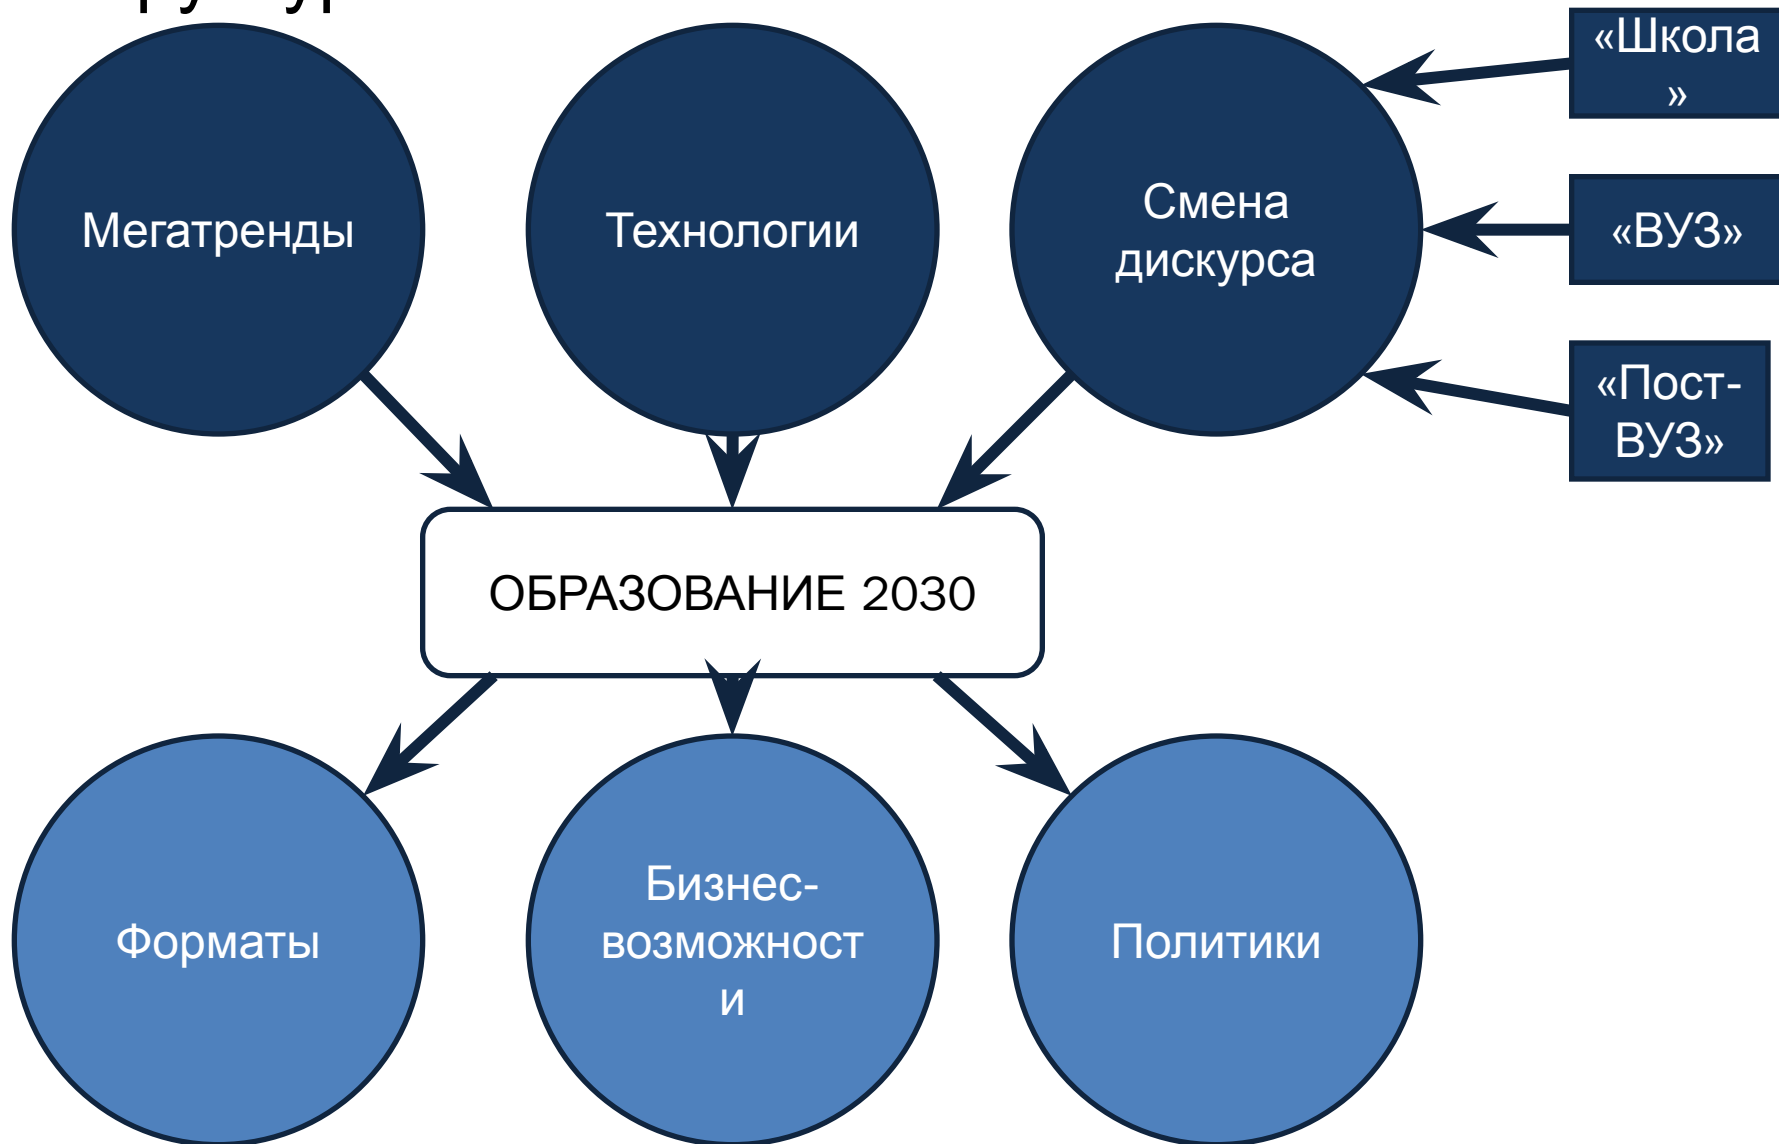 «Школа
»
Мегатренды
Технологии
Смена
дискурса
«ВУЗ»
«Пост-
ВУЗ»
ОБРАЗОВАНИЕ 2030
Форматы
Бизнес-
возможност
и
Политики